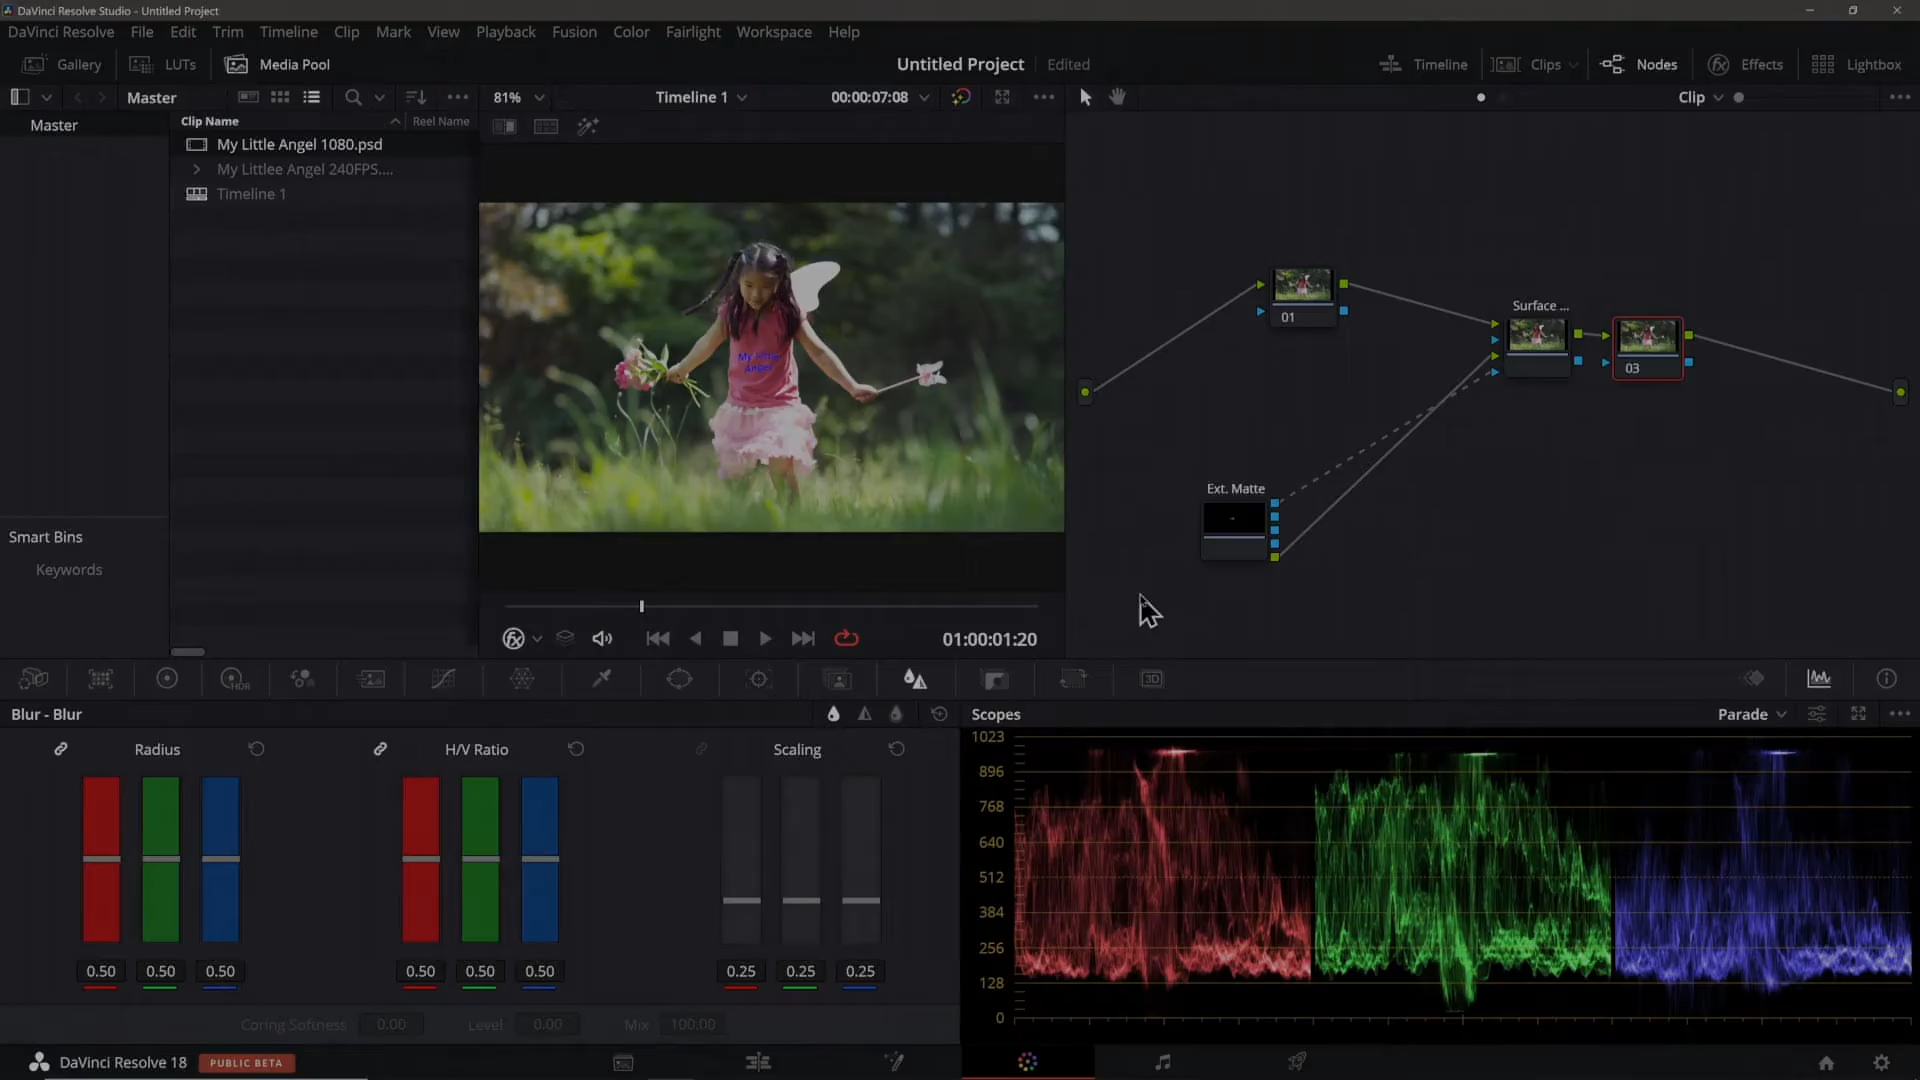 DaVinci Resolve Studio - Untitled Project
DaVinci Resolve File Edit Trim Timeline Clip Mark View Playback Fusion Color Fairlight Workspace Help
Gallery LUTs Media Pool Untitled Project Edited Timeline Clips Nodes Effects Lightbox
Master 81% Timeline 1 00:00:07:08 Clip
Master
Clip Name Reel Name
My Little Angel 1080.psd
My Littlee Angel 240FPS....
Timeline 1
My Little
Angel
01
Surface ...
03
Ext. Matte
Smart Bins
Keywords
01:00:01:20
HDR
3D
Blur - Blur
Scopes Parade
Radius H/V Ratio Scaling
1023
896
768
640
512
384
256
128
0
0.50 0.50 0.50 0.50 0.50 0.50 0.25 0.25 0.25
Coring Softness 0.00 Level 0.00 Mix 100.00
DaVinci Resolve 18 PUBLIC BETA